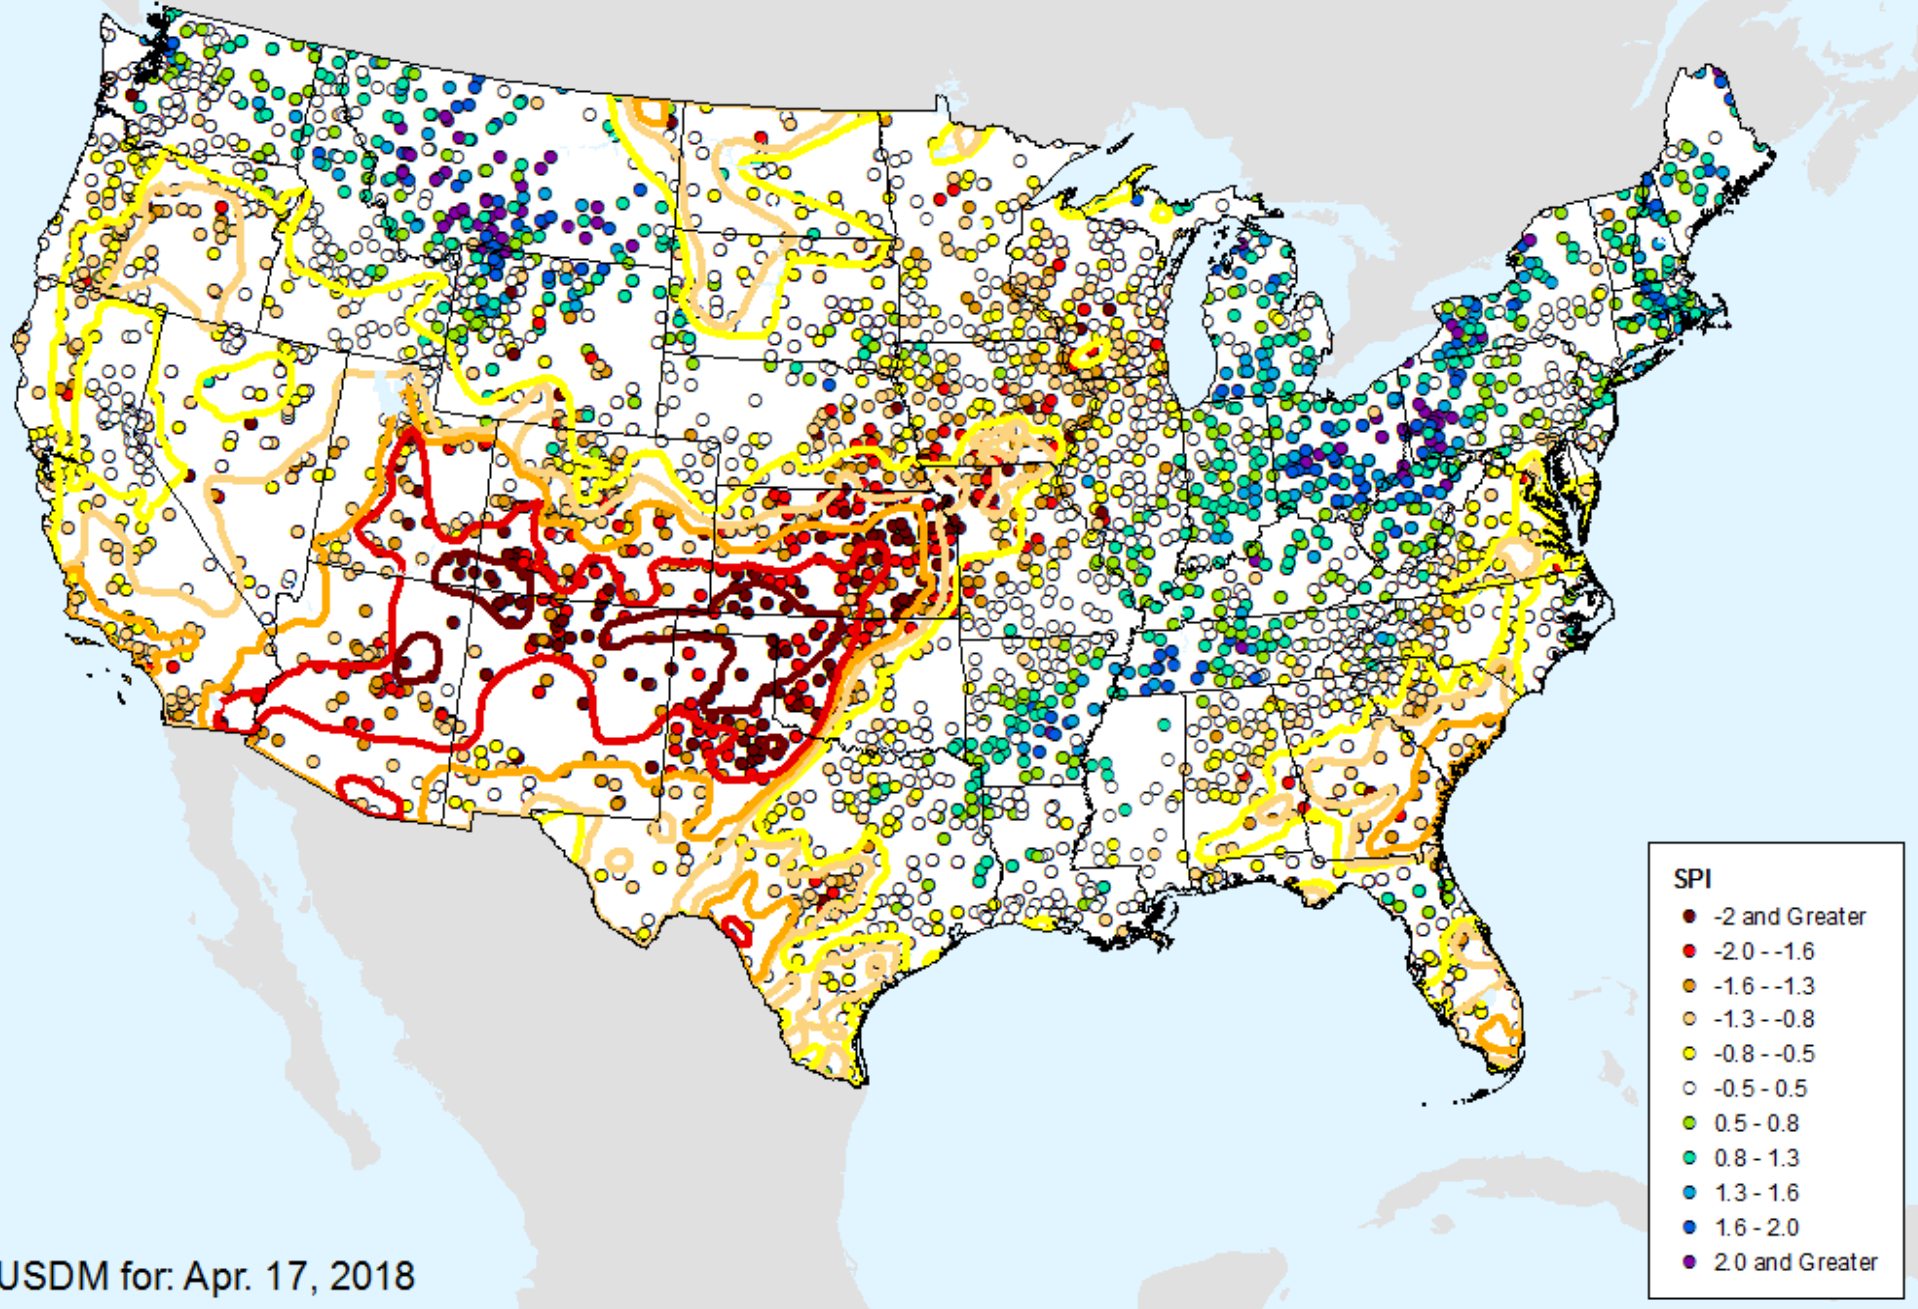 SPI
-2 and Greater
-2.0 - -1.6
-1.6 - -1.3
-1.3 - -0.8
-0.8 - -0.5
-0.5 - 0.5
0.5 - 0.8
0.8 - 1.3
1.3 - 1.6
1.6 - 2.0
2.0 and Greater
USDM for: Apr. 17, 2018